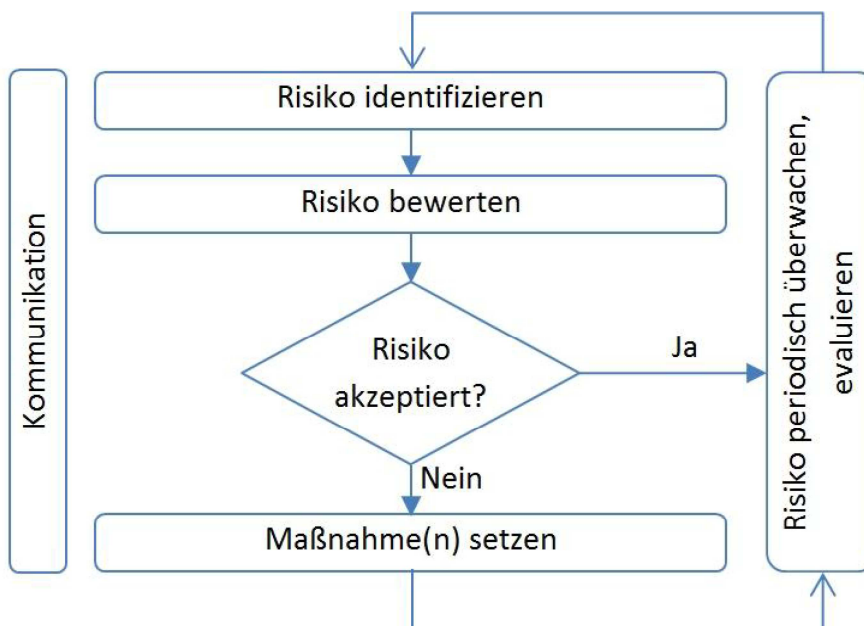 Kommunikation
Risiko identifizieren
Risiko bewerten
Risiko
akzeptiert?
Ja
Nein
Maßnahme(n) setzen
Risiko periodisch überwachen,
evaluieren